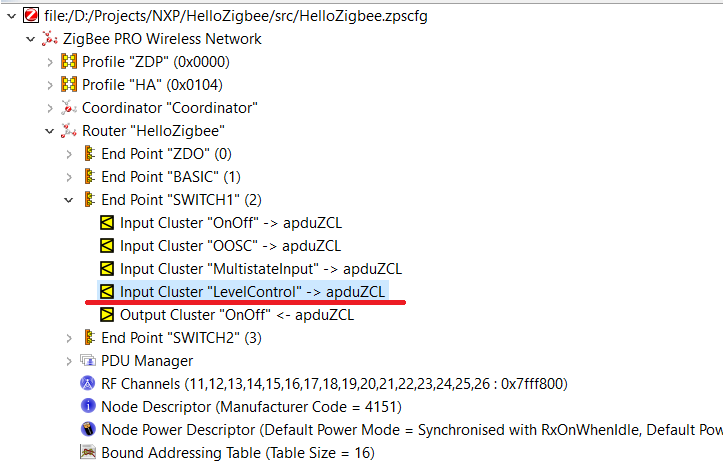 file:/D:/Projects/NXP/HelloZigbee/src/HelloZigbee.zpscfg
ZigBee PRO Wireless Network
Profile "ZDP" (0x0000)
Profile "HA" (0x0104)
Coordinator "Coordinator"
Router "HelloZigbee"
End Point "ZDO" (0)
End Point "BASIC" (1)
End Point "SWITCH1" (2)
Input Cluster "OnOff" -> apduZCL
Input Cluster "OOSC" -> apduZCL
Input Cluster "MultistateInput" -> apduZCL
Input Cluster "LevelControl" -> apduZCL
Output Cluster "OnOff" <- apduZCL
End Point "SWITCH2" (3)
PDU Manager
RF Channels (11,12,13,14,15,16,17,18,19,20,21,22,23,24,25,26 : 0x7fff800)
Node Descriptor (Manufacturer Code = 4151)
Node Power Descriptor (Default Power Mode = Synchronised with RxOnWhenIdle, Default Pow
Bound Addressing Table (Table Size = 16)